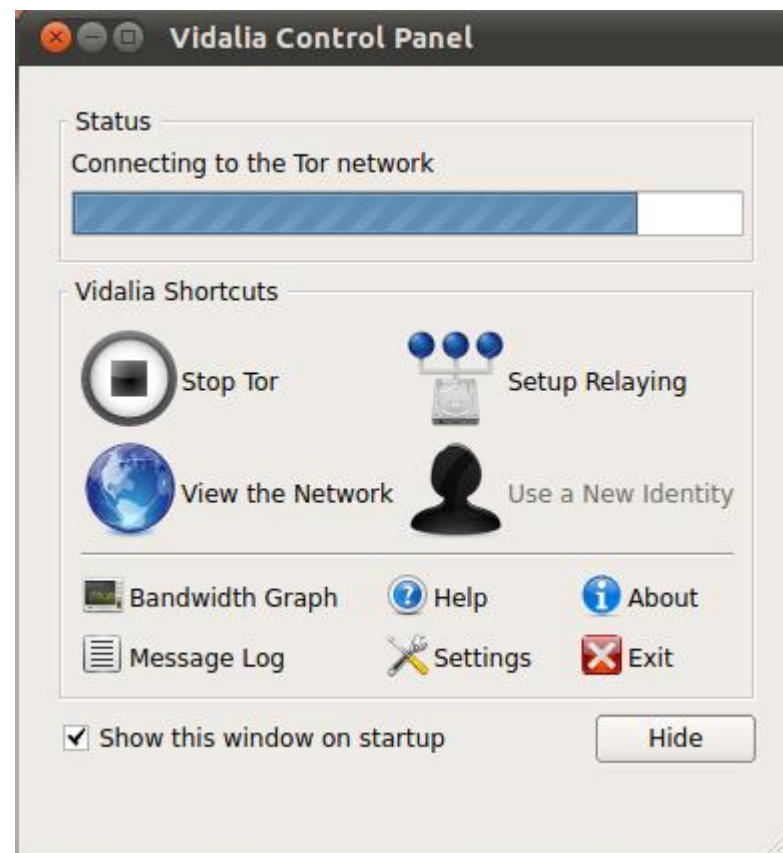 Vidalia Control Panel
Status
Connecting to the Tor network
Vidalia Shortcuts
Stop Tor
Setup Relaying
View the Network
Use a New Identity
Bandwidth Graph
Help
About
Message Log
Settings
Exit
Show this window on startup
Hide